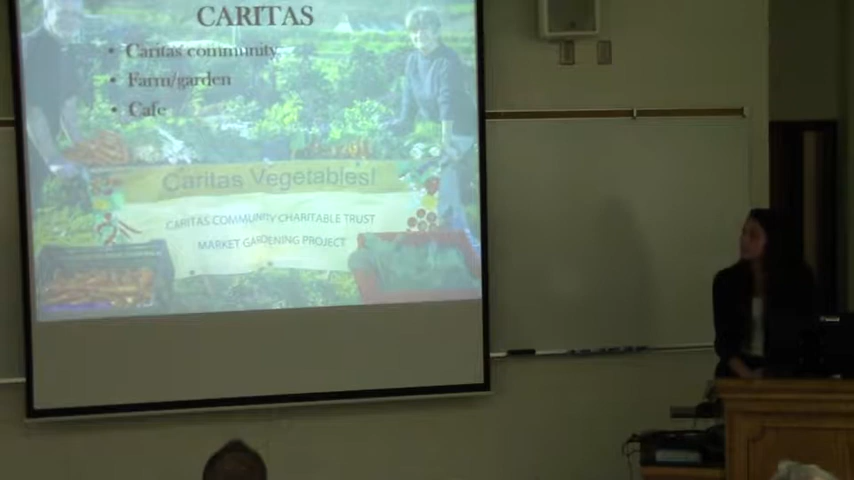 CARITAS
• Caritas community
• Farm/garden
• Cafe
Caritas Vegetables!
CARITAS COMMUNITY CHARITABLE TRUST
MARKET GARDENING PROJECT